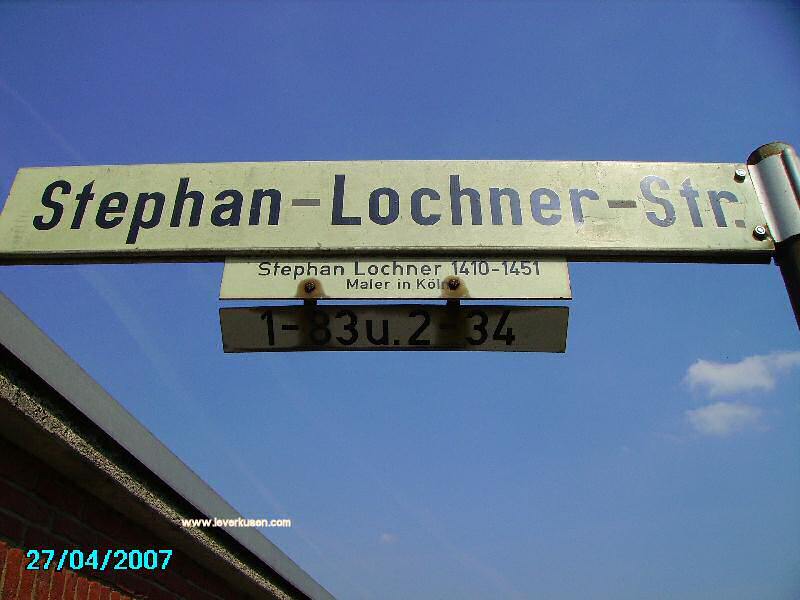 Stephan-Lochner-Str.
Stephan Lochner 1410-1451
Maler in Köln
1-83u.2-34
www.leverkusen.com
27/04/2007